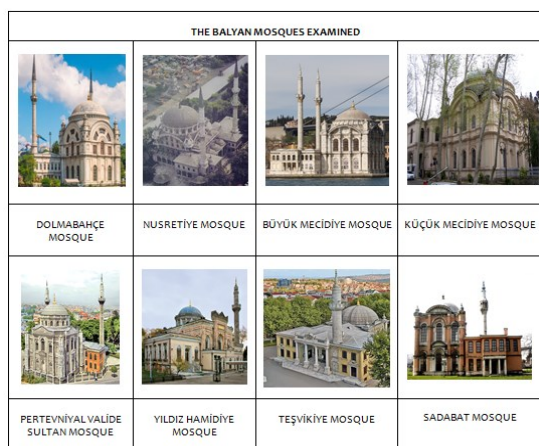 THE BALYAN MOSQUES EXAMINED
DOLMABAHÇE
MOSQUE
NUSRETİYE MOSQUE
BÜYÜK MECİDİYE MOSQUE
KÜÇÜK MECİDİYE MOSQUE
PERTEVNİYAL VALİDE
SULTAN MOSQUE
YILDIZ HAMİDİYE
MOSQUE
TEŞVİKİYE MOSQUE
SADABAT MOSQUE